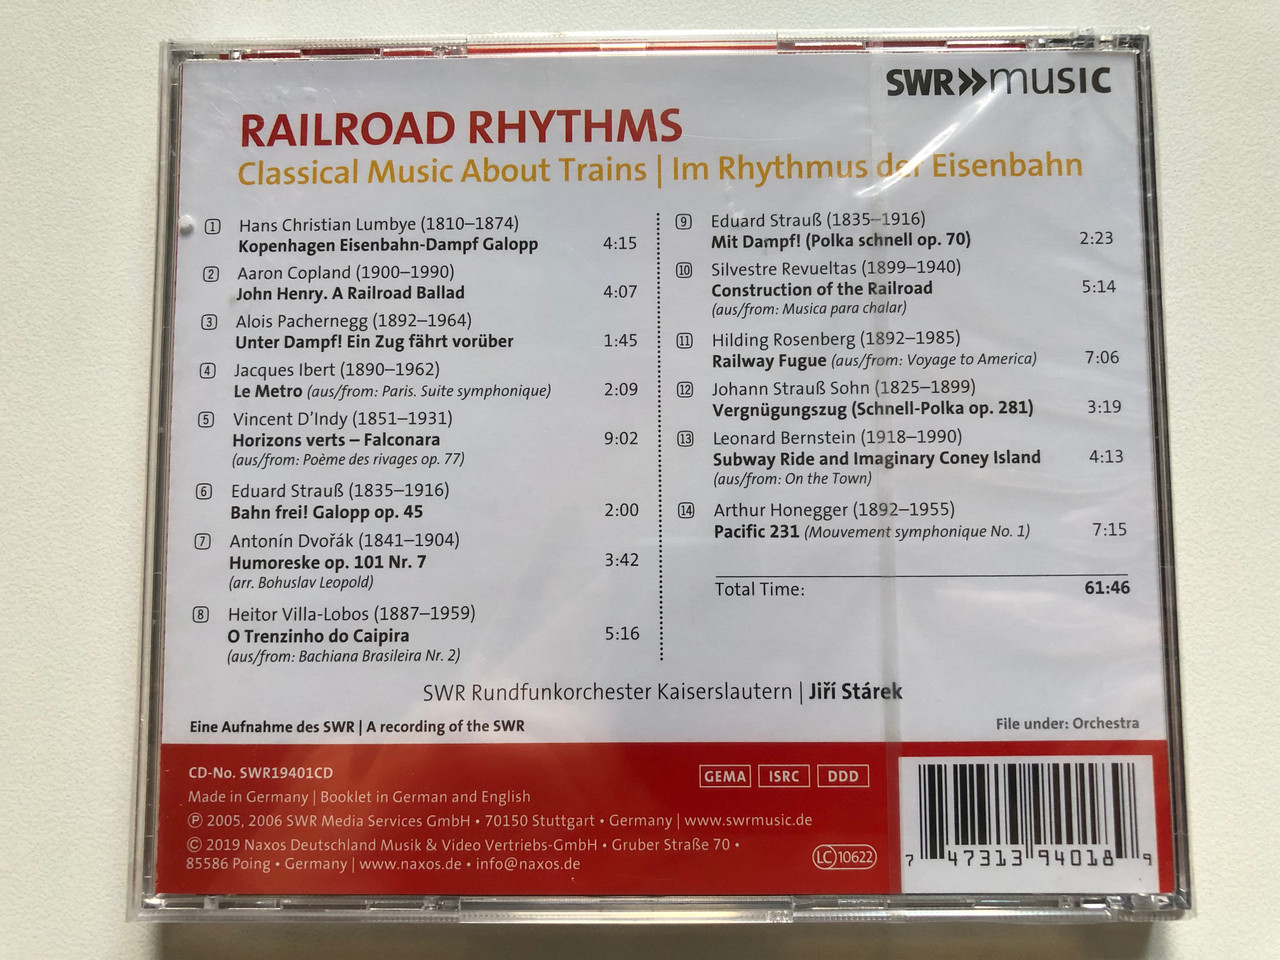 SWR»music
RAILROAD RHYTHMS
Classical Music About Trains | Im Rhythmus der Eisenbahn
1 Hans Christian Lumbye (1810–1874)
Kopenhagen Eisenbahn-Dampf Galopp 4:15
2 Aaron Copland (1900–1990)
John Henry. A Railroad Ballad 4:07
3 Alois Pachernegg (1892–1964)
Unter Dampf! Ein Zug fährt vorüber 1:45
4 Jacques Ibert (1890–1962)
Le Metro (aus/from: Paris. Suite symphonique) 2:09
5 Vincent D'Indy (1851–1931)
Horizons verts – Falconara 9:02
(aus/from: Poème des rivages op. 77)
6 Eduard Strauß (1835–1916)
Bahn frei! Galopp op. 45 2:00
7 Antonín Dvořák (1841–1904)
Humoreske op. 101 Nr. 7 3:42
(arr. Bohuslav Leopold)
8 Heitor Villa-Lobos (1887–1959)
O Trenzinho do Caipira 5:16
(aus/from: Bachiana Brasileira Nr. 2)
9 Eduard Strauß (1835–1916)
Mit Dampf! (Polka schnell op. 70) 2:23
10 Silvestre Revueltas (1899–1940)
Construction of the Railroad 5:14
(aus/from: Musica para chalar)
11 Hilding Rosenberg (1892–1985)
Railway Fugue (aus/from: Voyage to America) 7:06
12 Johann Strauß Sohn (1825–1899)
Vergnügungszug (Schnell-Polka op. 281) 3:19
13 Leonard Bernstein (1918–1990)
Subway Ride and Imaginary Coney Island 4:13
(aus/from: On the Town)
14 Arthur Honegger (1892–1955)
Pacific 231 (Mouvement symphonique No. 1) 7:15
Total Time: 61:46
SWR Rundfunkorchester Kaiserslautern | Jiří Stárek
Eine Aufnahme des SWR | A recording of the SWR
File under: Orchestra
CD-No. SWR19401CD
Made in Germany | Booklet in German and English
℗ 2005, 2006 SWR Media Services GmbH • 70150 Stuttgart • Germany | www.swrmusic.de
© 2019 Naxos Deutschland Musik & Video Vertriebs-GmbH • Gruber Straße 70 •
85586 Poing • Germany | www.naxos.de • info@naxos.de
GEMA ISRC DDD
LC 10622
7 47313 94018 9